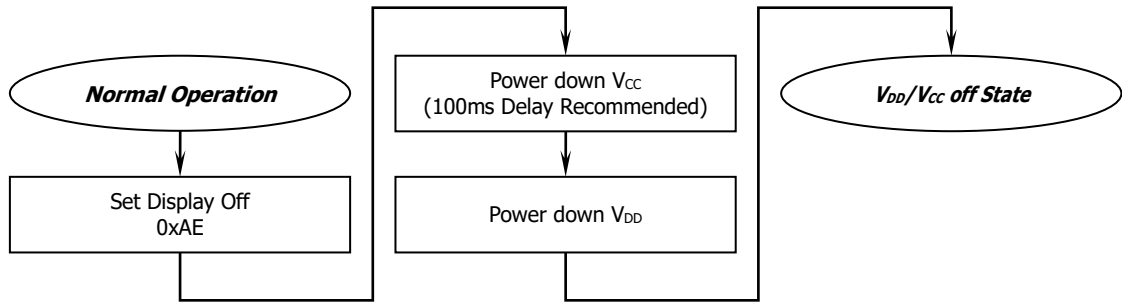 Normal Operation
Set Display Off
0xAE
Power down VCC
(100ms Delay Recommended)
Power down VDD
VDD/VCC off State